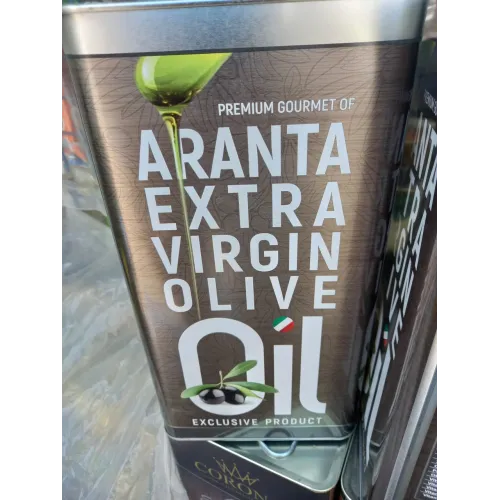 PREMIUM GOURMET OF
ARANTA
EXTRA
VIRGIN
OLIVE
Oil
EXCLUSIVE PRODUCT